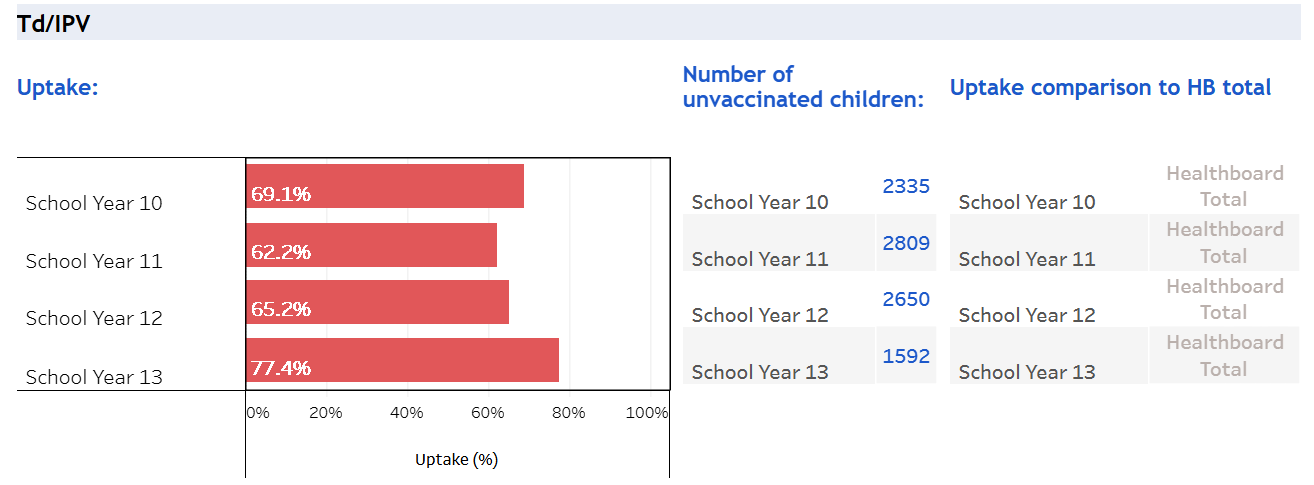 Td/IPV
Uptake:
Number of
unvaccinated children:
Uptake comparison to HB total
School Year 10
69.1%
School Year 11
62.2%
School Year 12
65.2%
School Year 13
77.4%
0%
20%
40%
60%
80%
100%
Uptake (%)
School Year 10
2335
School Year 11
2809
School Year 12
2650
School Year 13
1592
School Year 10
Healthboard
Total
School Year 11
Healthboard
Total
School Year 12
Healthboard
Total
School Year 13
Healthboard
Total